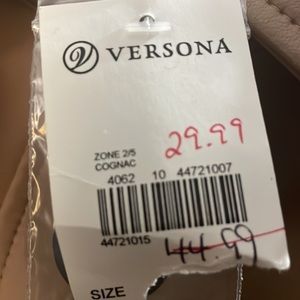 VERSONA
29.99
ZONE 2/5
COGNAC
4062 10 44721007
44721015
44.99
SIZE